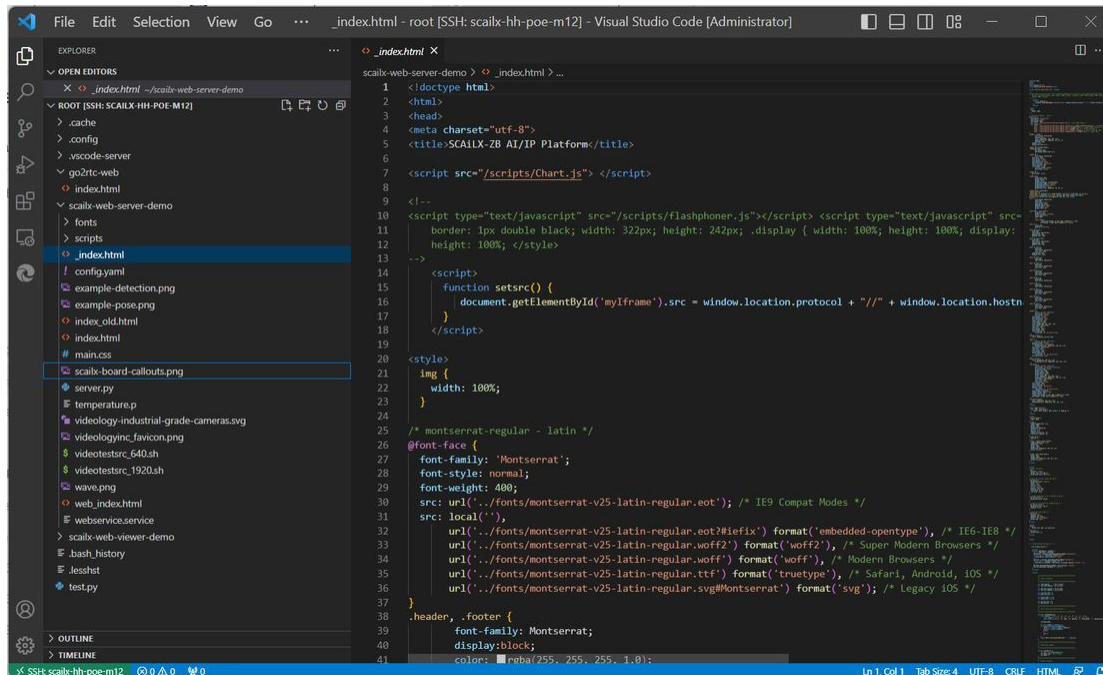 File Edit Selection View Go ··· _index.html - root [SSH: scailx-hh-poe-m12] - Visual Studio Code [Administrator]
EXPLORER
OPEN EDITORS
_index.html ~/scailx-web-server-demo
ROOT [SSH: SCAILX-HH-POE-M12]
.cache
.config
.vscode-server
go2rtc-web
index.html
scailx-web-server-demo
fonts
scripts
_index.html
config.yaml
example-detection.png
example-pose.png
index_old.html
index.html
main.css
scailx-board-callouts.png
server.py
temperature.p
videology-industrial-grade-cameras.svg
videologyinc_favicon.png
videotestsrc_640.sh
videotestsrc_1920.sh
wave.png
web_index.html
webservice.service
scailx-web-viewer-demo
.bash_history
.lesshst
test.py
OUTLINE
TIMELINE
_index.html
scailx-web-server-demo > _index.html > ...
1 <!doctype html>
2 <html>
3 <head>
4 <meta charset="utf-8">
5 <title>SCAiLX-ZB AI/IP Platform</title>
6
7 <script src="/scripts/Chart.js"> </script>
8
9 <!--
10 <script type="text/javascript" src="/scripts/flashphoner.js"></script> <script type="text/javascript" src=
11 border: 1px double black; width: 322px; height: 242px; .display { width: 100%; height: 100%; display:
12 height: 100%; </style>
13 -->
14 <script>
15 function setsrc() {
16 document.getElementById('myIframe').src = window.location.protocol + "//" + window.location.hostn
17 }
18 </script>
19
20 <style>
21 img {
22 width: 100%;
23 }
24
25 /* montserrat-regular - latin */
26 @font-face {
27 font-family: 'Montserrat';
28 font-style: normal;
29 font-weight: 400;
30 src: url('../fonts/montserrat-v25-latin-regular.eot'); /* IE9 Compat Modes */
31 src: local(''),
32 url('../fonts/montserrat-v25-latin-regular.eot?#iefix') format('embedded-opentype'), /* IE6-IE8 */
33 url('../fonts/montserrat-v25-latin-regular.woff2') format('woff2'), /* Super Modern Browsers */
34 url('../fonts/montserrat-v25-latin-regular.woff') format('woff'), /* Modern Browsers */
35 url('../fonts/montserrat-v25-latin-regular.ttf') format('truetype'), /* Safari, Android, iOS */
36 url('../fonts/montserrat-v25-latin-regular.svg#Montserrat') format('svg'); /* Legacy iOS */
37 }
38 .header, .footer {
39 font-family: Montserrat;
40 display:block;
41 color: rgba(255, 255, 255, 1.0);
SSH: scailx-hh-poe-m12 0 0 0 Ln 1, Col 1 Tab Size: 4 UTF-8 CRLF HTML